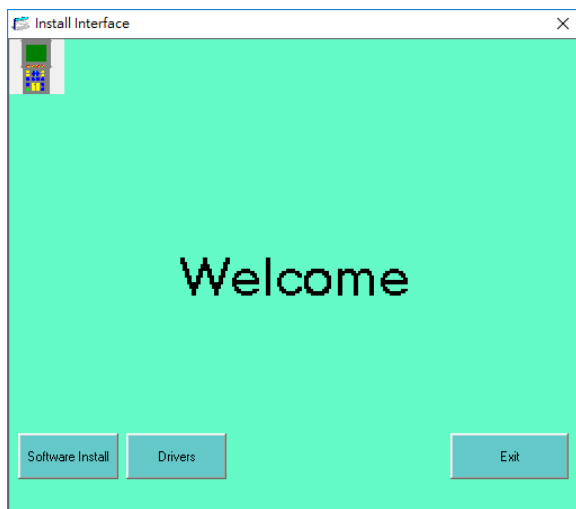 Install Interface
Welcome
Software Install
Drivers
Exit